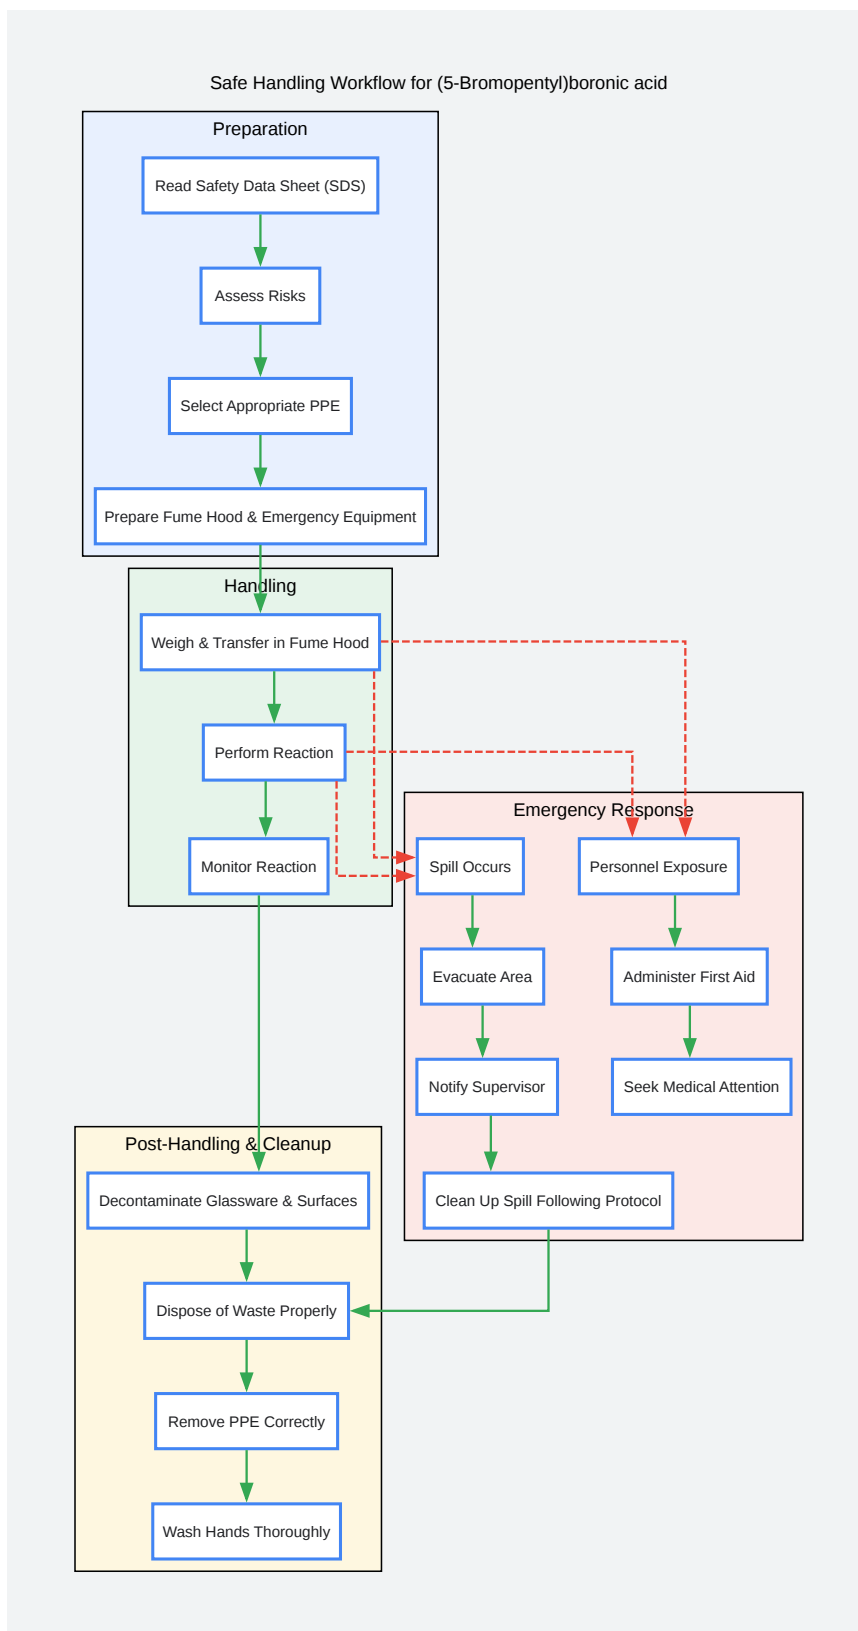 Safe Handling Workflow for (5-Bromopentyl)boronic acid
Preparation
Read Safety Data Sheet (SDS)
Assess Risks
Select Appropriate PPE
Prepare Fume Hood & Emergency Equipment
Handling
Weigh & Transfer in Fume Hood
Perform Reaction
Monitor Reaction
Emergency Response
Spill Occurs
Personnel Exposure
Evacuate Area
Administer First Aid
Notify Supervisor
Seek Medical Attention
Clean Up Spill Following Protocol
Post-Handling & Cleanup
Decontaminate Glassware & Surfaces
Dispose of Waste Properly
Remove PPE Correctly
Wash Hands Thoroughly